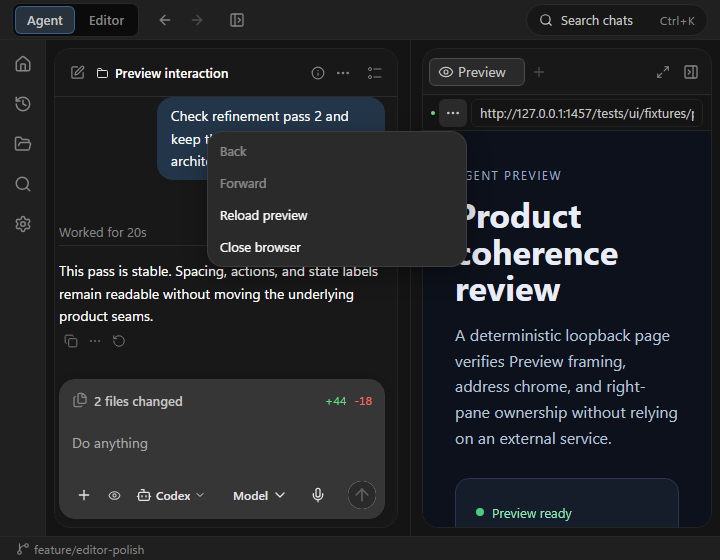 Agent
Editor
Search chats
Ctrl+K
Preview interaction
Check refinement pass 2 and
keep
Back
Forward
Reload preview
Close browser
Worked for 20s
This pass is stable. Spacing, actions, and state labels
remain readable without moving the underlying
product seams.
2 files changed
+44 -18
Do anything
Codex
Model
Preview
http://127.0.0.1:1457/tests/ui/fixtures/
AGENT PREVIEW
Product
coherence
review
A deterministic loopback page
verifies Preview framing,
address chrome, and right-
pane ownership without relying
on an external service.
Preview ready
feature/editor-polish